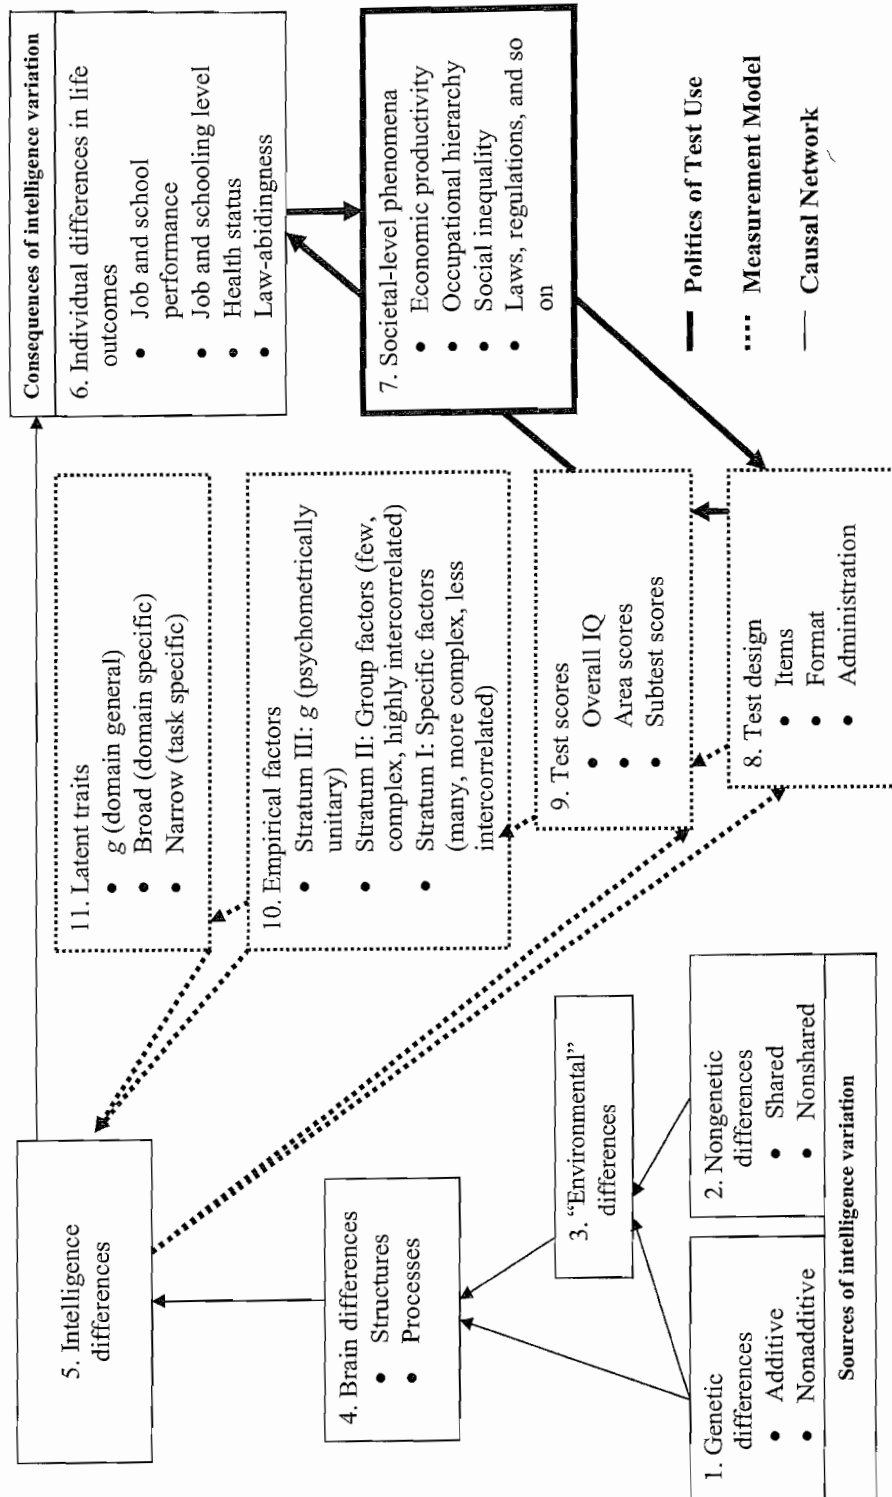 5. Intelligence
differences
4. Brain differences
• Structures
• Processes
3. “Environmental”
differences
1. Genetic
differences
• Additive
• Nonadditive
2. Nongenetic
differences
• Shared
• Nonshared
Sources of intelligence variation
11. Latent traits
• g (domain general)
• Broad (domain specific)
• Narrow (task specific)
10. Empirical factors
• Stratum III: g (psychometrically
unitary)
• Stratum II: Group factors (few,
complex, highly intercorrelated)
• Stratum I: Specific factors
(many, more complex, less
intercorrelated)
9. Test scores
• Overall IQ
• Area scores
• Subtest scores
8. Test design
• Items
• Format
• Administration
Consequences of intelligence variation
6. Individual differences in life
outcomes
• Job and school
performance
• Job and schooling level
• Health status
• Law-abidingness
7. Societal-level phenomena
• Economic productivity
• Occupational hierarchy
• Social inequality
• Laws, regulations, and so
on
Politics of Test Use
Measurement Model
Causal Network